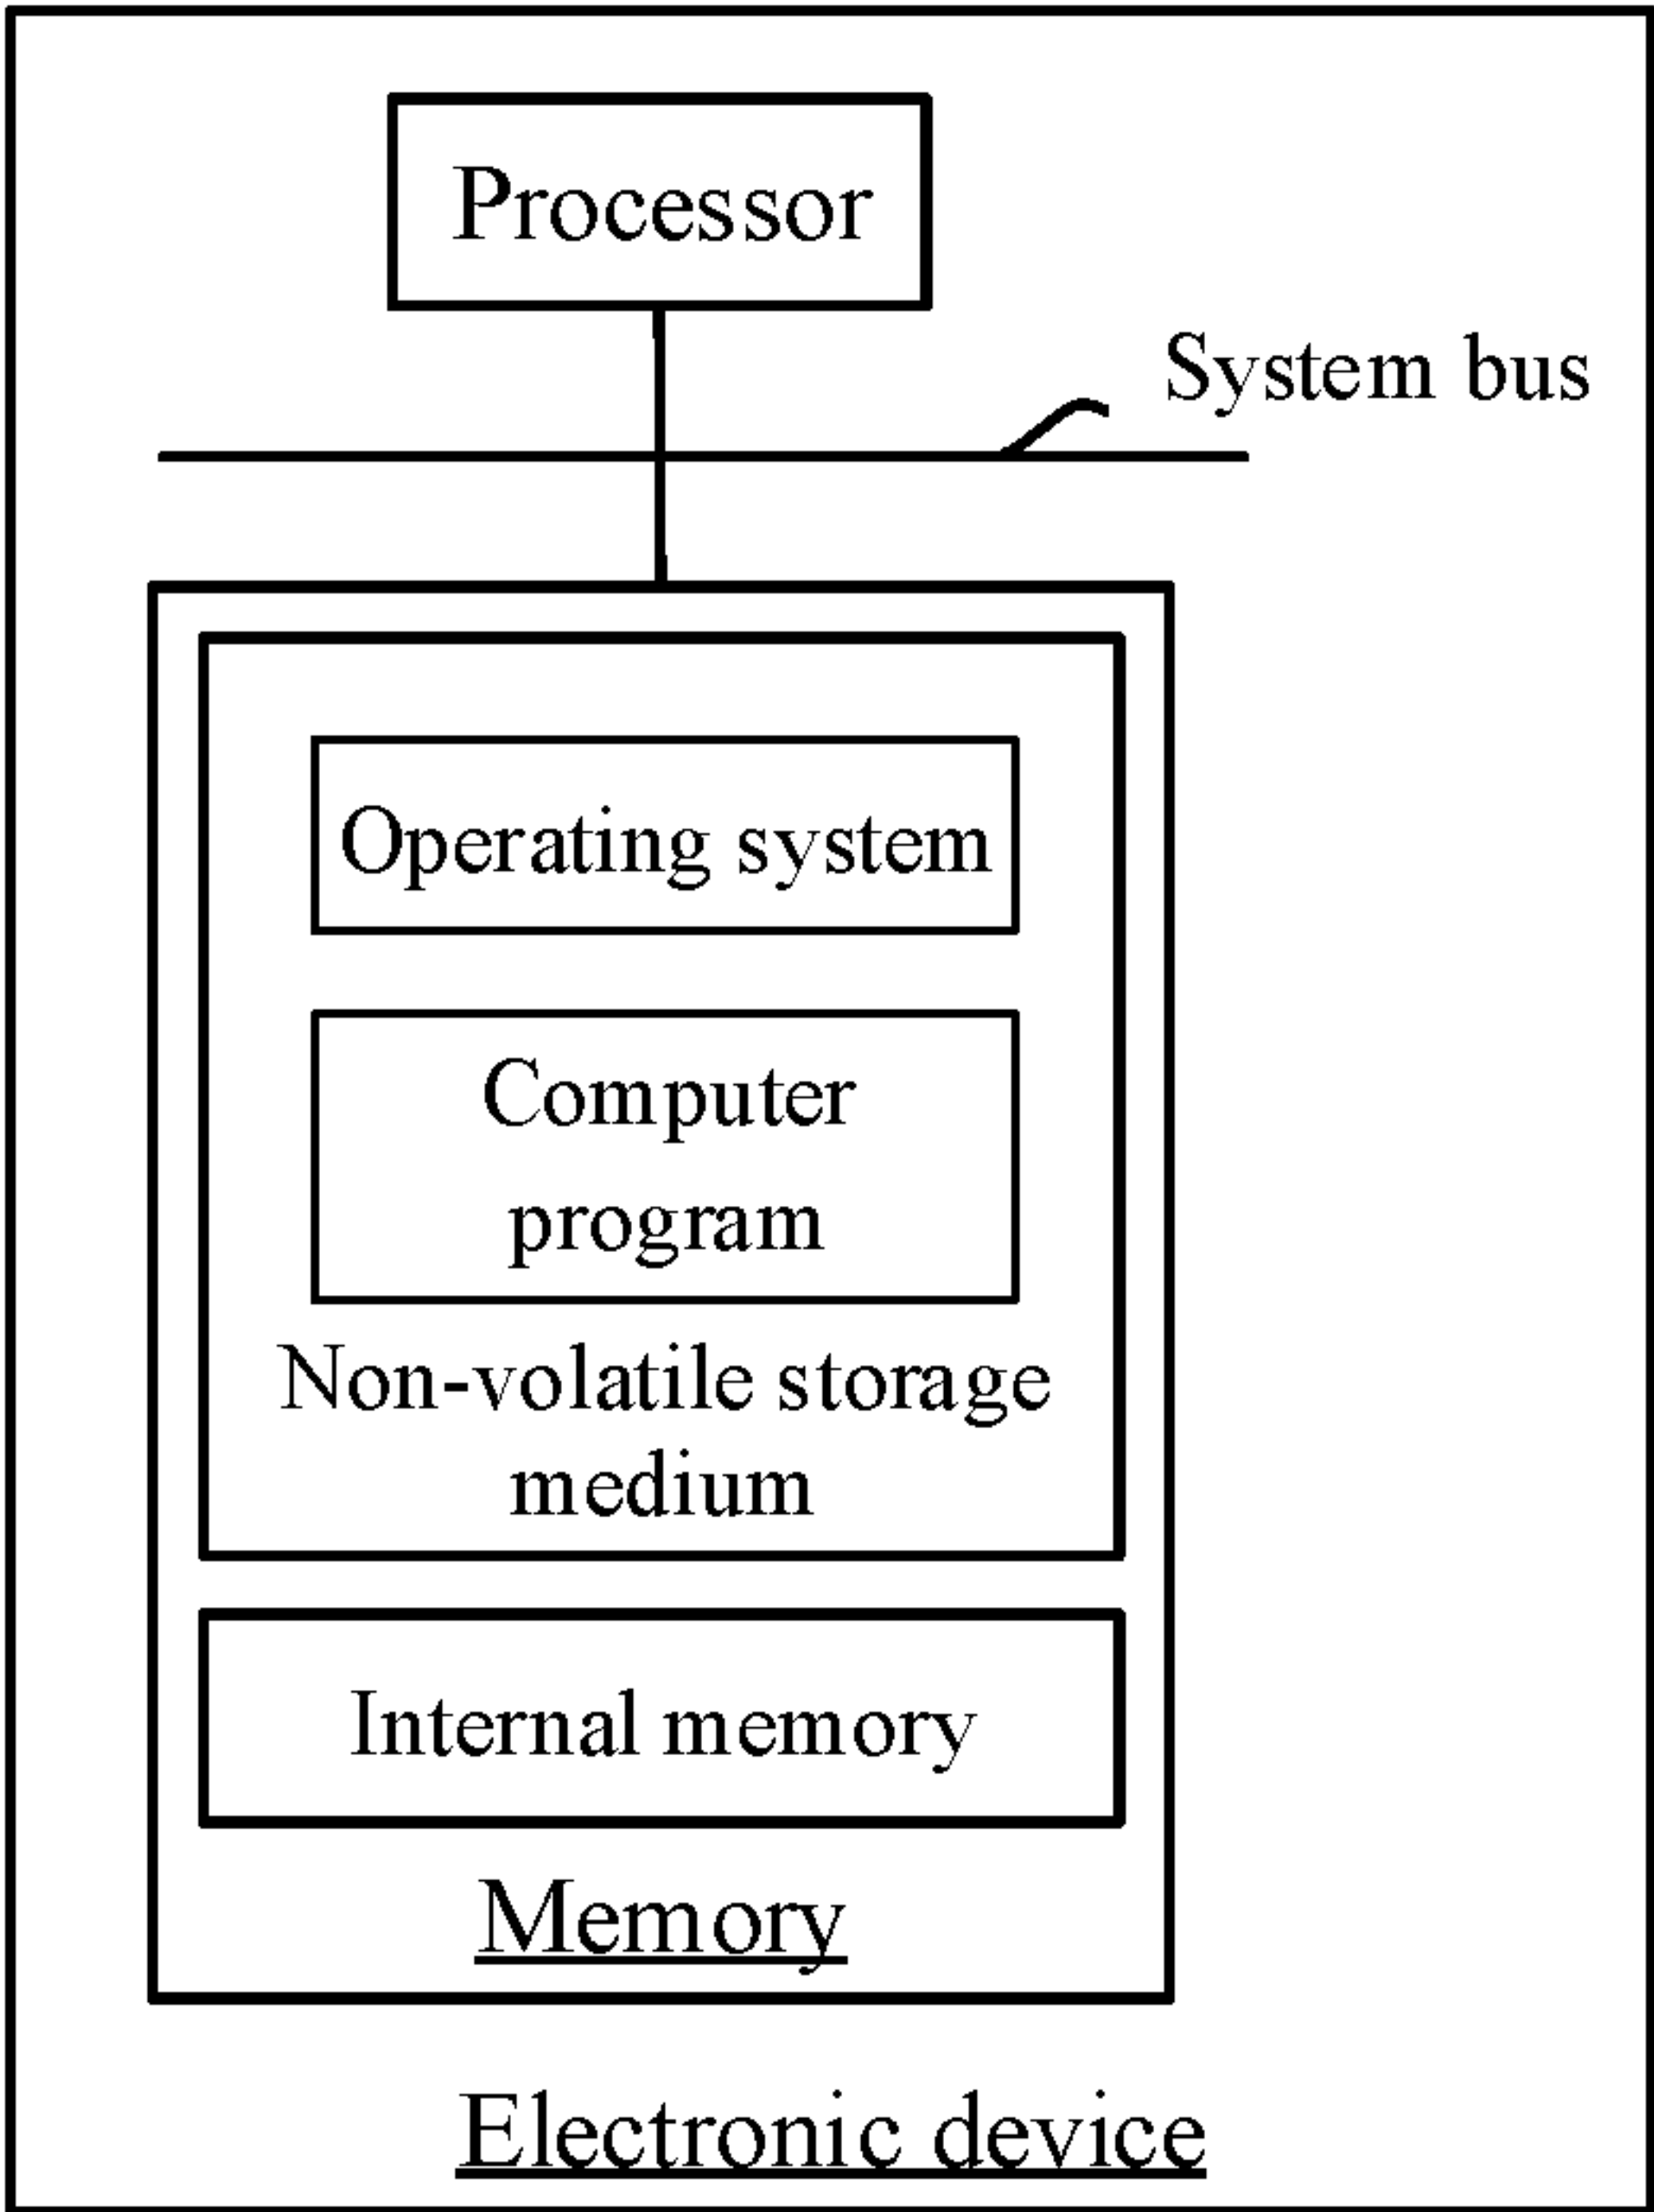 Processor
System bus
Operating system
Computer
program
Non-volatile storage
medium
Internal memory
Memory
Electronic device